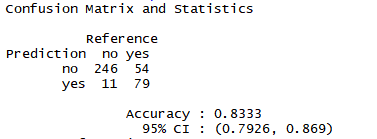 Confusion Matrix and Statistics
Reference
Prediction no yes
no 246 54
yes 11 79
Accuracy : 0.8333
95% CI : (0.7926, 0.869)